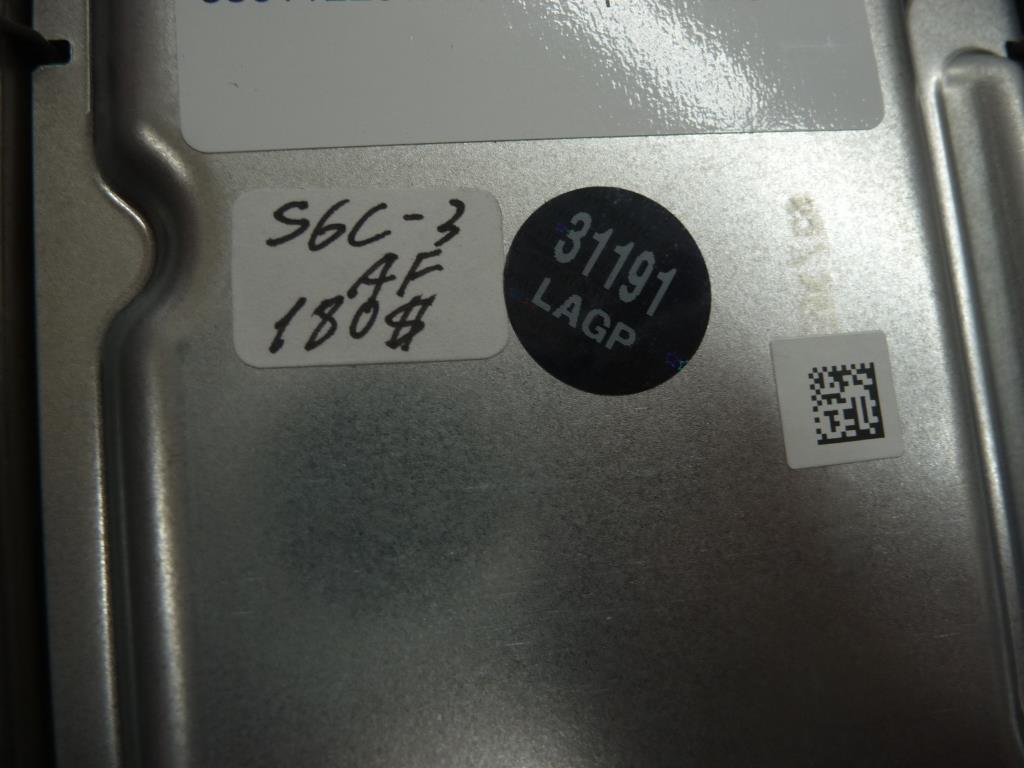 S6C-3
AF
180$
31191
LAGP